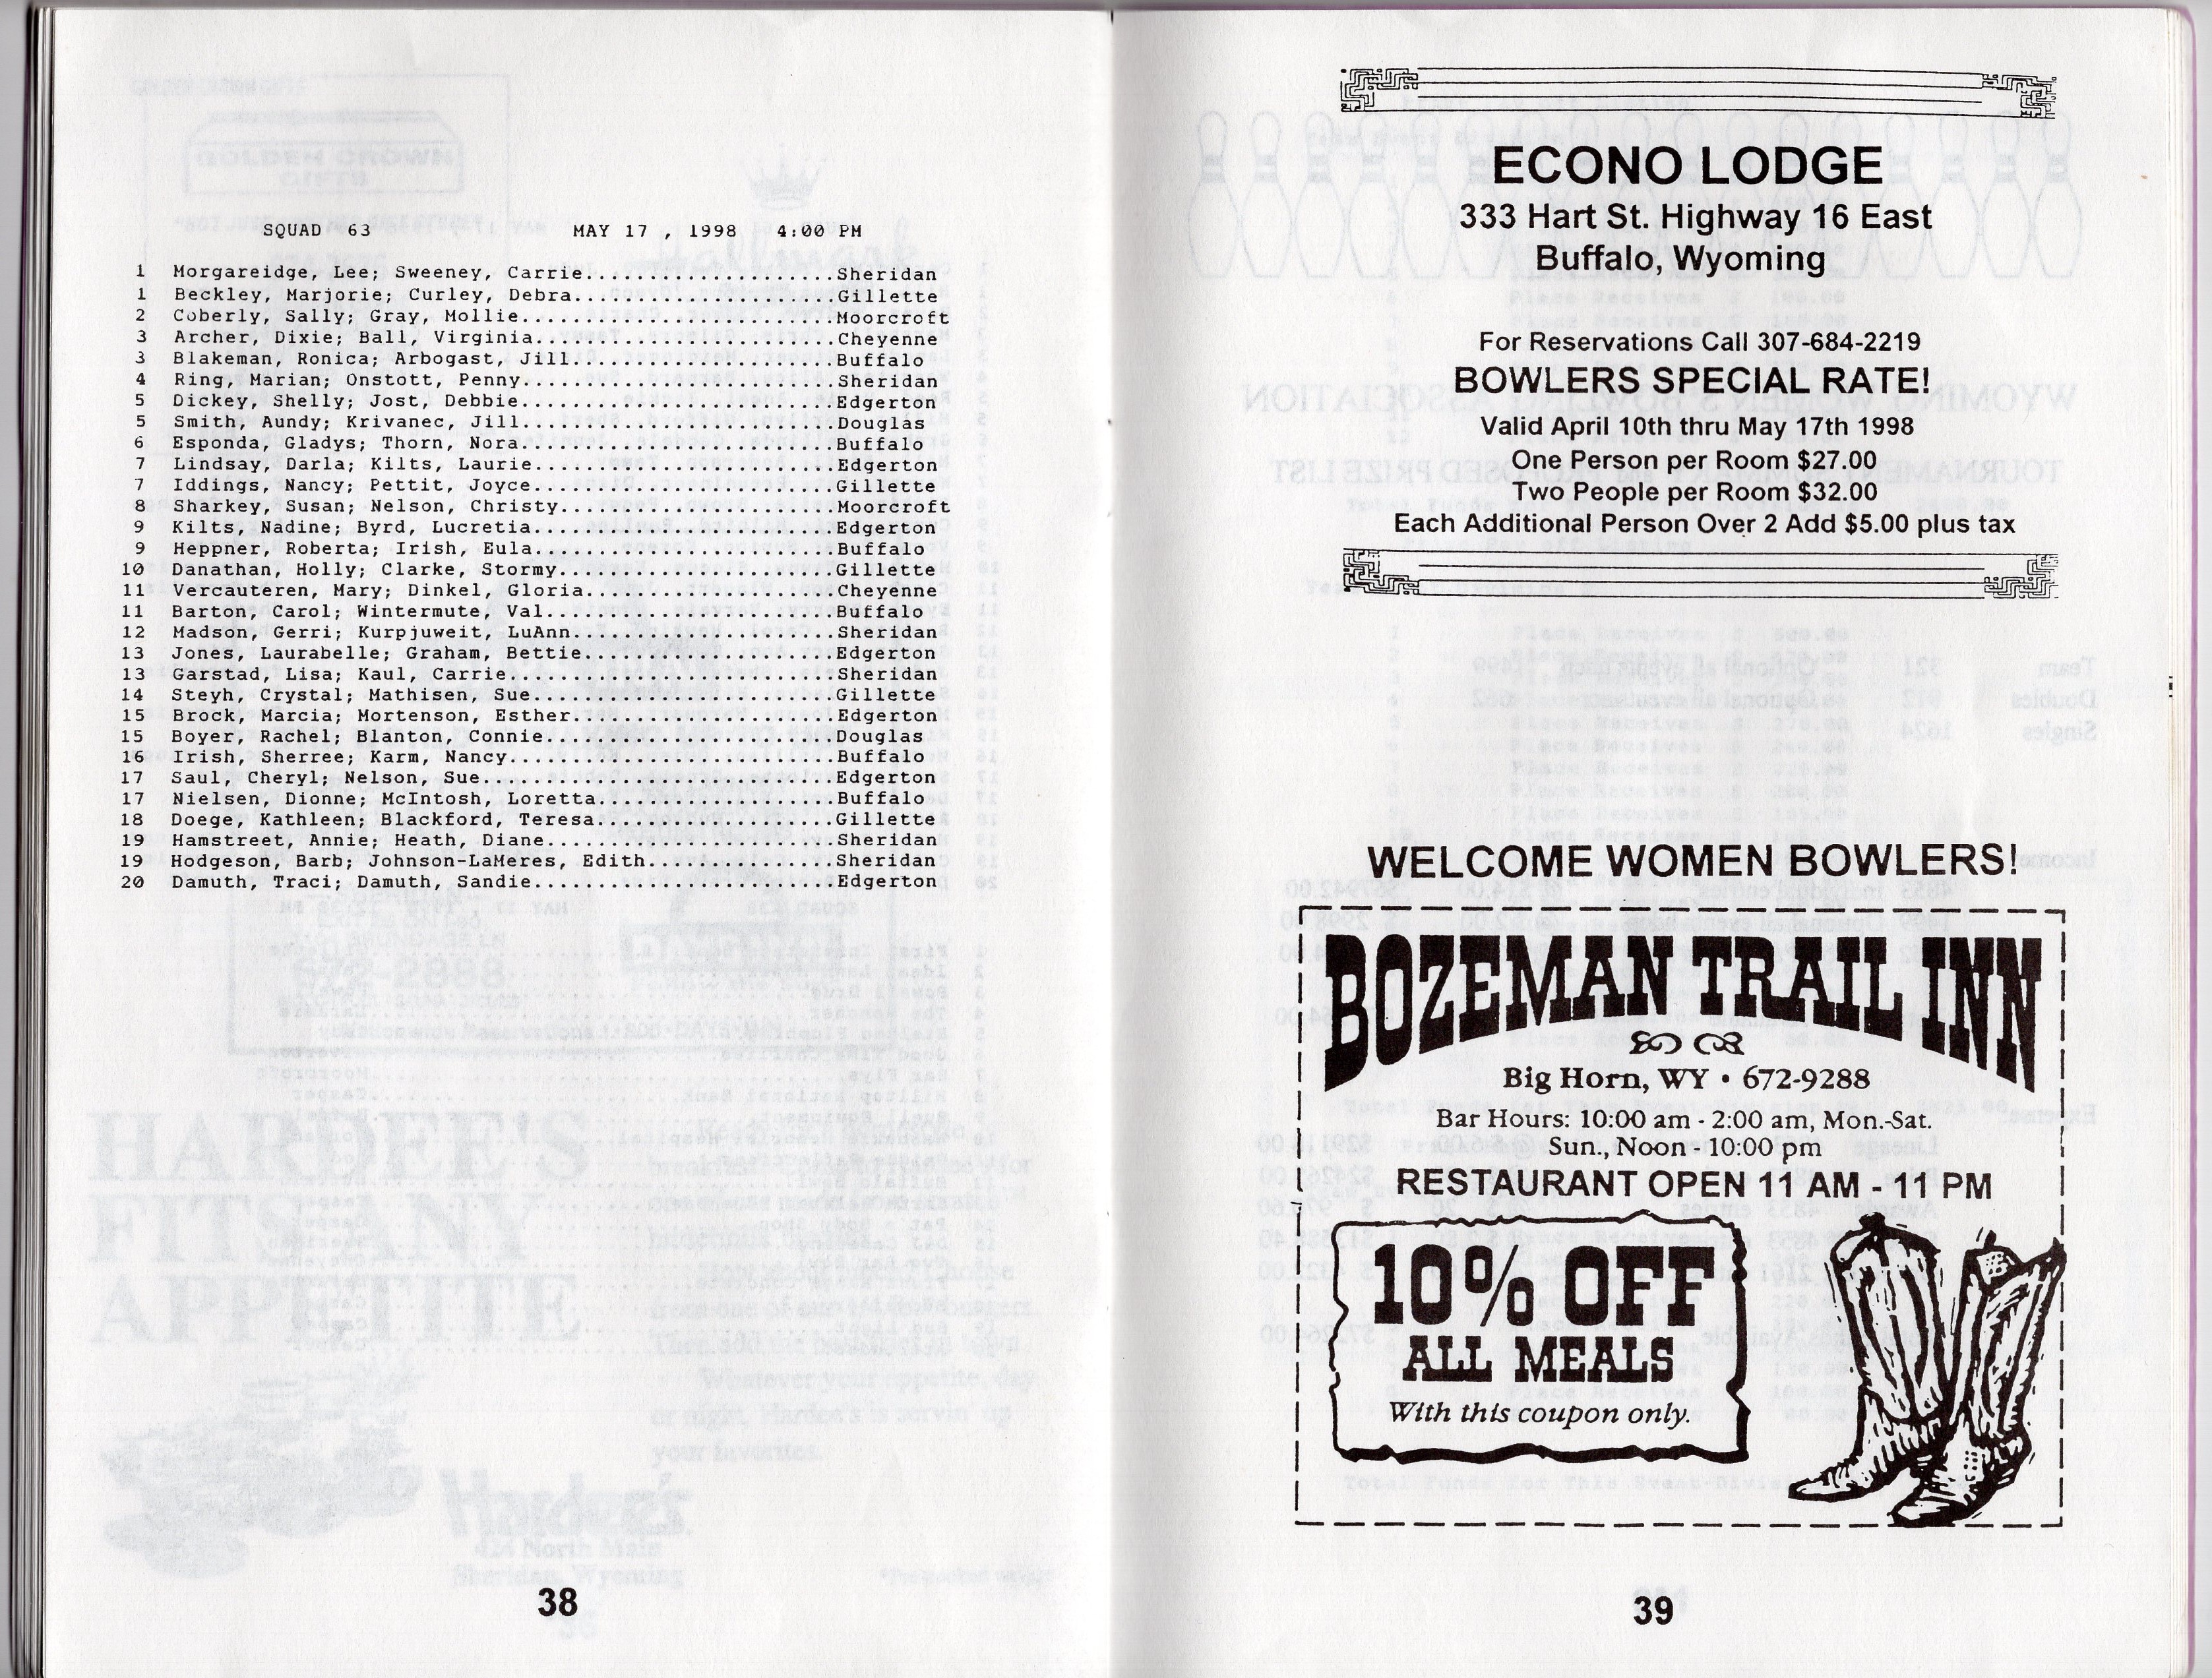 SQUAD 63 MAY 17 , 1998 4:00 PM
1 Morgareidge, Lee; Sweeney, Carrie...................Sheridan
1 Beckley, Marjorie; Curley, Debra....................Gillette
2 Coberly, Sally; Gray, Mollie........................Moorcroft
3 Archer, Dixie; Ball, Virginia.......................Cheyenne
3 Blakeman, Ronica; Arbogast, Jill....................Buffalo
4 Ring, Marian; Onstott, Penny........................Sheridan
5 Dickey, Shelly; Jost, Debbie........................Edgerton
5 Smith, Aundy; Krivanec, Jill........................Douglas
6 Esponda, Gladys; Thorn, Nora........................Buffalo
7 Lindsay, Darla; Kilts, Laurie.......................Edgerton
7 Iddings, Nancy; Pettit, Joyce.......................Gillette
8 Sharkey, Susan; Nelson, Christy.....................Moorcroft
9 Kilts, Nadine; Byrd, Lucretia.......................Edgerton
9 Heppner, Roberta; Irish, Eula.......................Buffalo
10 Danathan, Holly; Clarke, Stormy.....................Gillette
11 Vercauteren, Mary; Dinkel, Gloria...................Cheyenne
11 Barton, Carol; Wintermute, Val......................Buffalo
12 Madson, Gerri; Kurpjuweit, LuAnn....................Sheridan
13 Jones, Laurabelle; Graham, Bettie...................Edgerton
13 Garstad, Lisa; Kaul, Carrie.........................Sheridan
14 Steyh, Crystal; Mathisen, Sue.......................Gillette
15 Brock, Marcia; Mortenson, Esther....................Edgerton
15 Boyer, Rachel; Blanton, Connie......................Douglas
16 Irish, Sherree; Karm, Nancy.........................Buffalo
17 Saul, Cheryl; Nelson, Sue...........................Edgerton
17 Nielsen, Dionne; McIntosh, Loretta..................Buffalo
18 Doege, Kathleen; Blackford, Teresa..................Gillette
19 Hamstreet, Annie; Heath, Diane......................Sheridan
19 Hodgeson, Barb; Johnson-LaMeres, Edith..............Sheridan
20 Damuth, Traci; Damuth, Sandie.......................Edgerton
38
ECONO LODGE
333 Hart St. Highway 16 East
Buffalo, Wyoming
For Reservations Call 307-684-2219
BOWLERS SPECIAL RATE!
Valid April 10th thru May 17th 1998
One Person per Room $27.00
Two People per Room $32.00
Each Additional Person Over 2 Add $5.00 plus tax
WELCOME WOMEN BOWLERS!
BOZEMAN TRAIL INN
Big Horn, WY • 672-9288
Bar Hours: 10:00 am - 2:00 am, Mon.-Sat.
Sun., Noon - 10:00 pm
RESTAURANT OPEN 11 AM - 11 PM
10% OFF
ALL MEALS
With this coupon only.
39